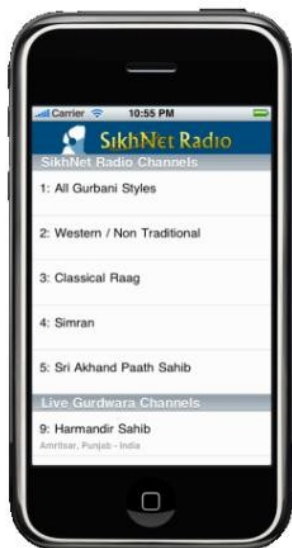 Carrier 10:55 PM
SikhNet Radio
SikhNet Radio Channels
1: All Gurbani Styles
2: Western / Non Traditional
3: Classical Raag
4: Simran
5: Sri Akhand Paath Sahib
Live Gurdwara Channels
9: Harmandir Sahib
Amritsar, Punjab - India